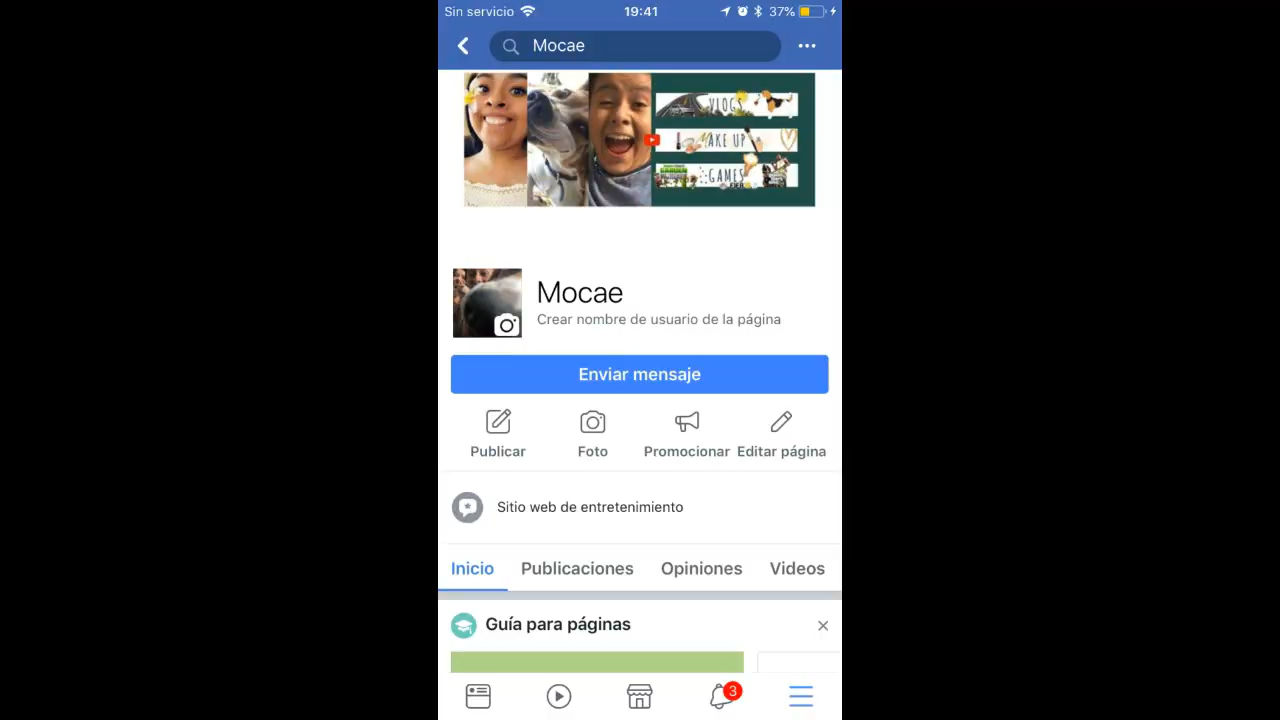 Sin servicio 19:41 37%
Mocae
VLOGS
MAKE UP
GAMES
Mocae
Crear nombre de usuario de la página
Enviar mensaje
Publicar Foto Promocionar Editar página
Sitio web de entretenimiento
Inicio Publicaciones Opiniones Videos
Guía para páginas
3